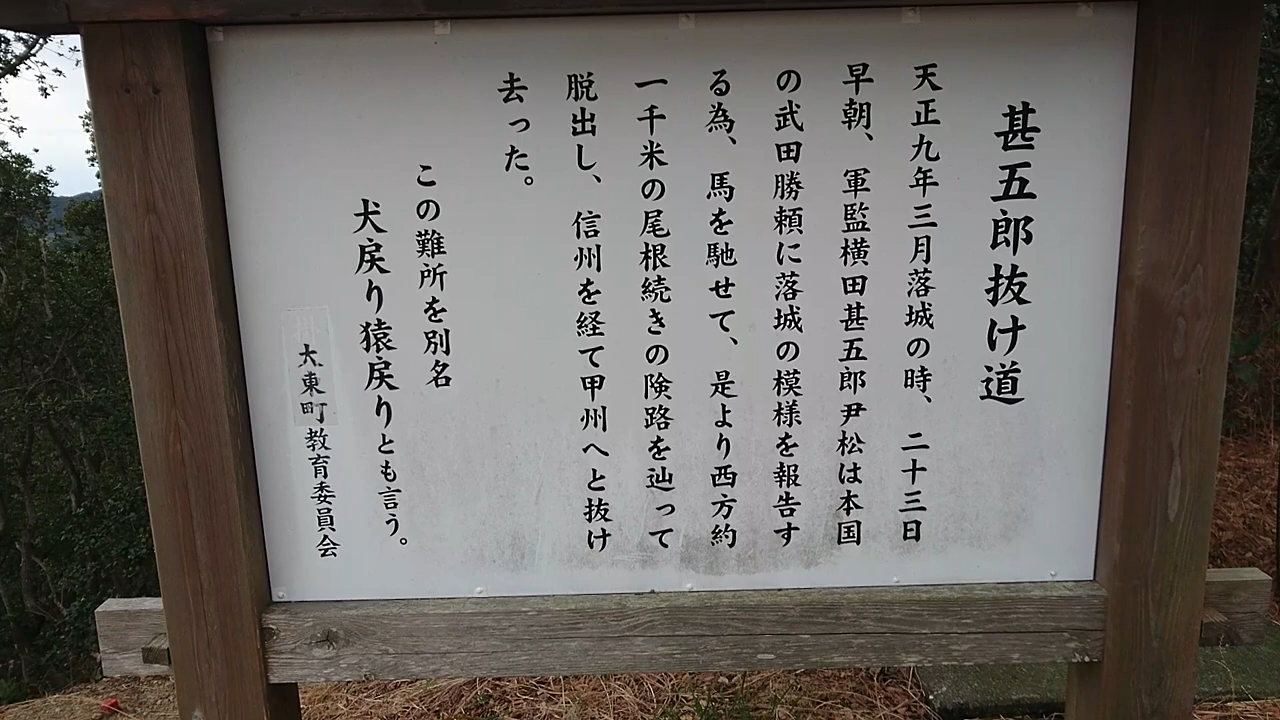 甚五郎抜け道
天正九年三月落城の時、二十三日
早朝、軍監横田甚五郎尹松は本国
の武田勝頼に落城の模様を報告す
る為、馬を馳せて、是より西方約
一千米の尾根続きの険路を辿って
脱出し、信州を経て甲州へと抜け
去った。
この難所を別名
犬戻り猿戻りとも言う。
大東町教育委員会